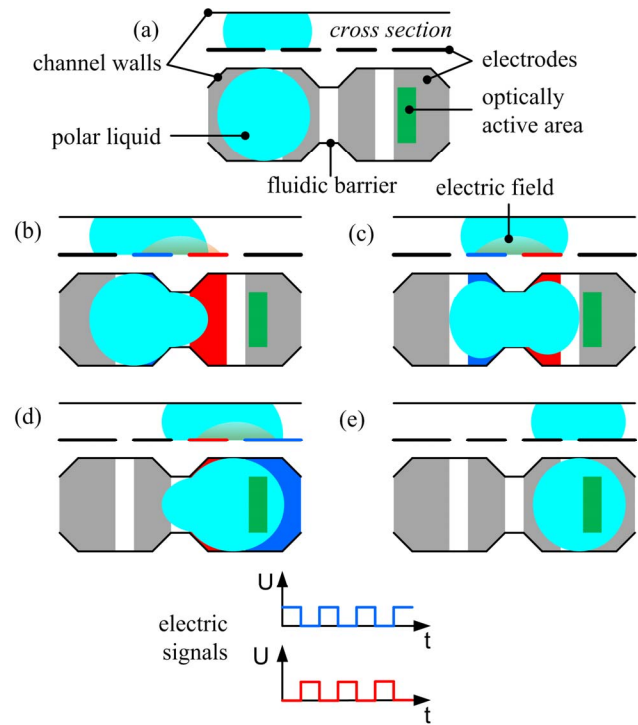 (a)
cross section
channel walls
electrodes
optically
active area
polar liquid
fluidic barrier
electric field
(b)
(c)
(d)
(e)
U
t
electric
signals
U
t